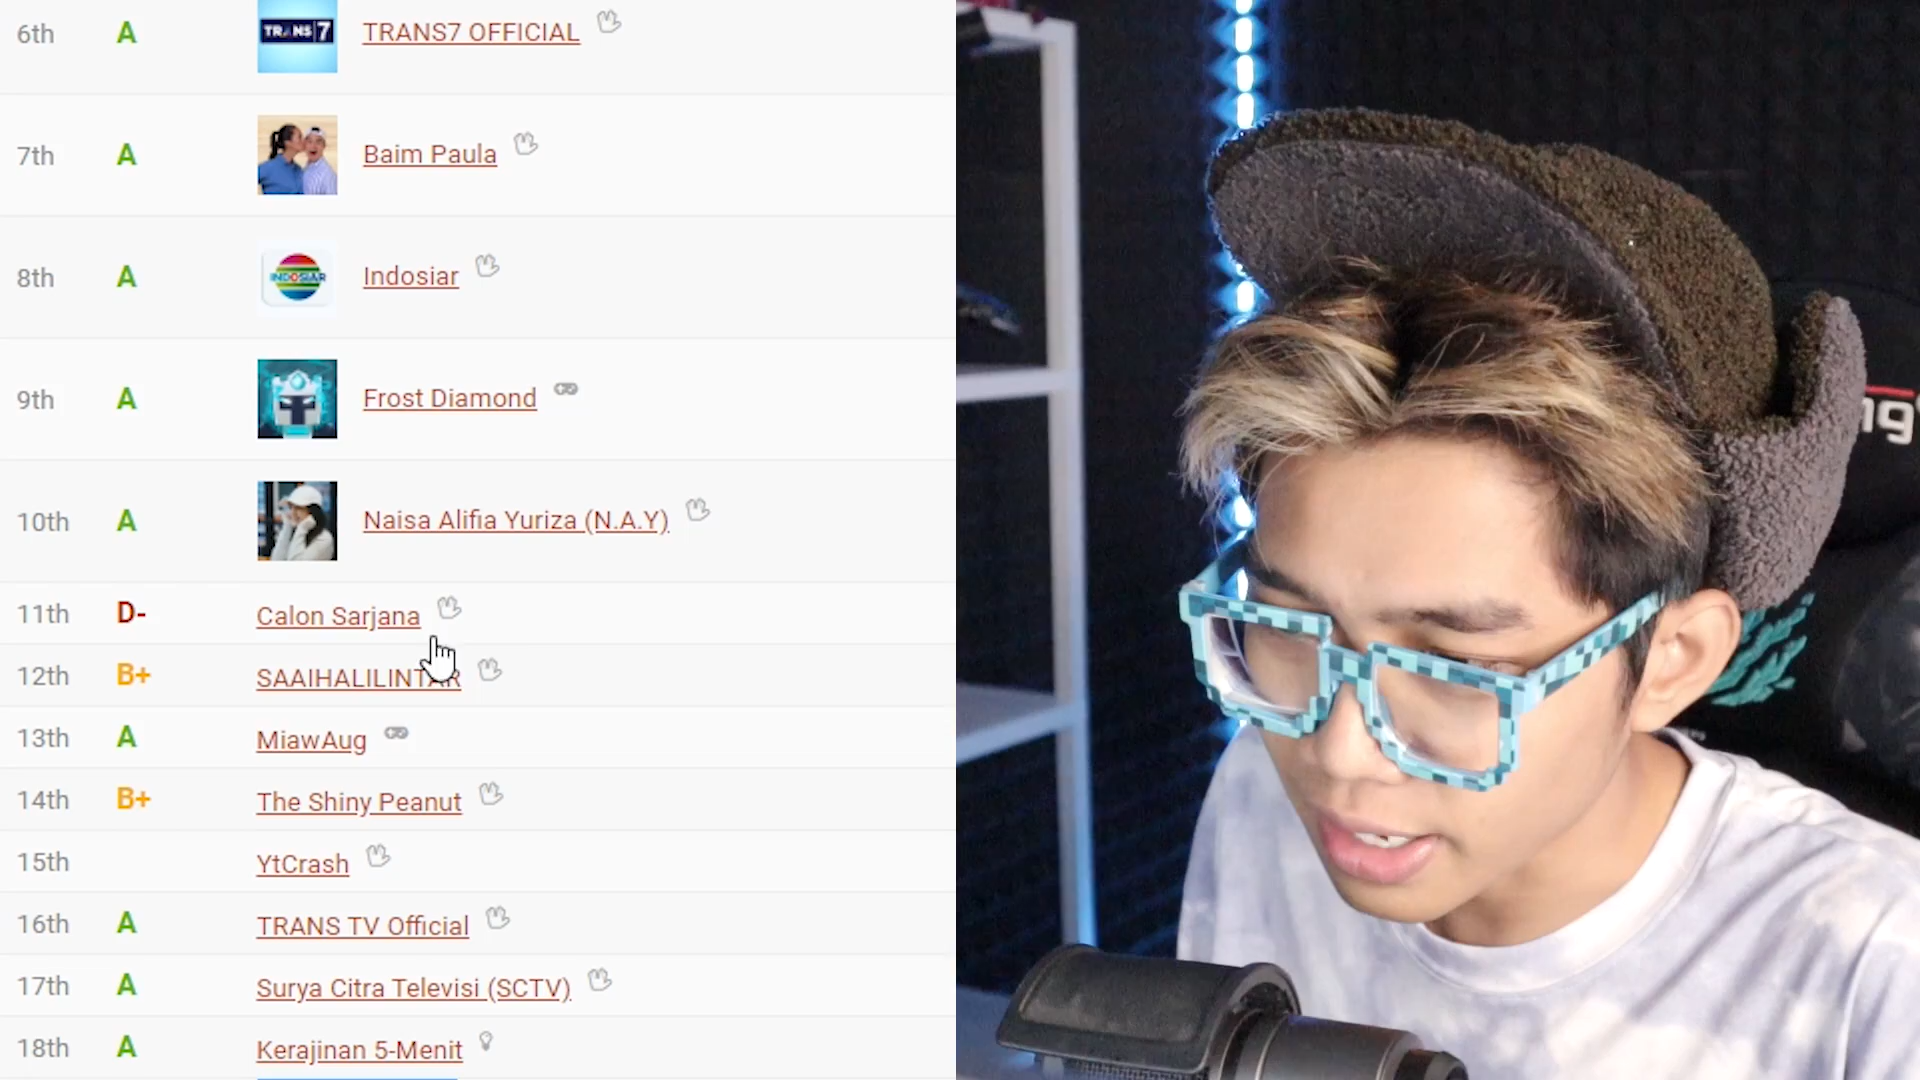 6th A TRANS7 TRANS7 OFFICIAL
7th A Baim Paula
8th A INDOSIAR Indosiar
9th A Frost Diamond
10th A Naisa Alifia Yuriza (N.A.Y)
11th D- Calon Sarjana
12th B+ SAAIHALILINTAR
13th A MiawAug
14th B+ The Shiny Peanut
15th YtCrash
16th A TRANS TV Official
17th A Surya Citra Televisi (SCTV)
18th A Kerajinan 5-Menit